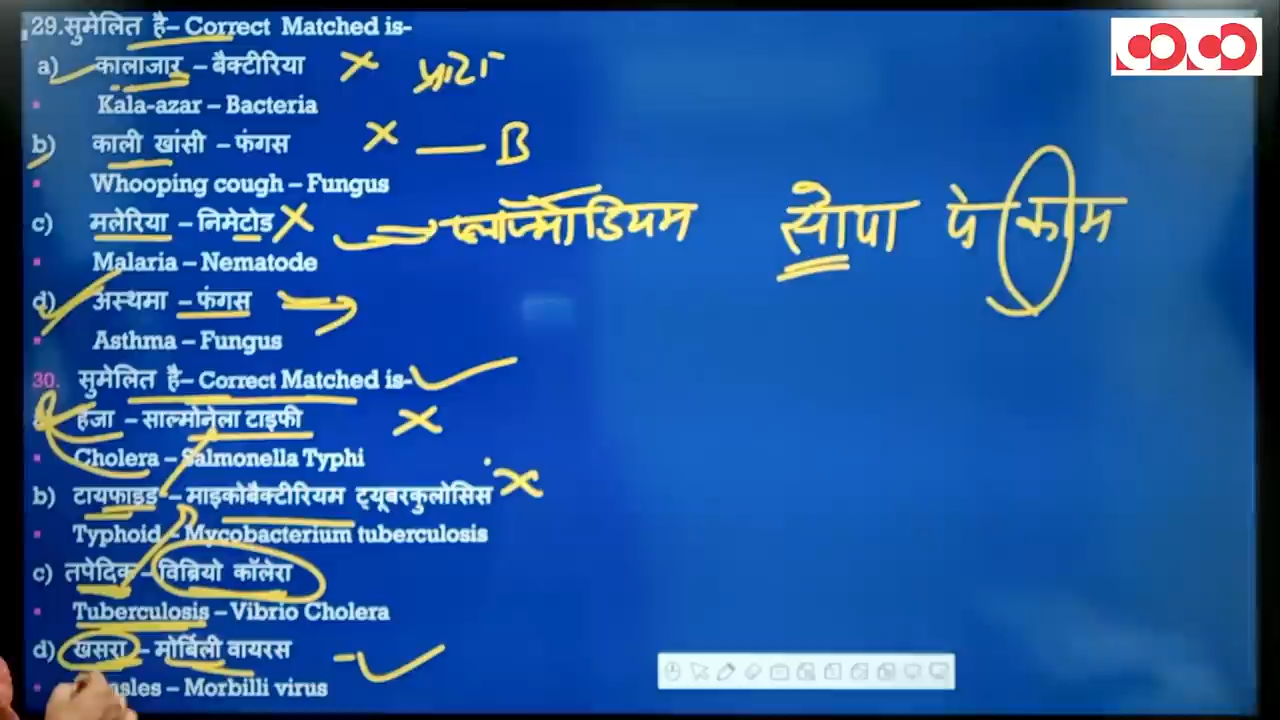 29.सुमेलित है– Correct Matched is-
a) कालाजार – बैक्टीरिया × प्रोटो
Kala-azar – Bacteria
b) काली खांसी – फंगस × — B
Whooping cough – Fungus
c) मलेरिया – निमेटोड × प्लाज्मोडियम सोपा पे काम
Malaria – Nematode
d) अस्थमा – फंगस
Asthma – Fungus
30. सुमेलित है– Correct Matched is-
हैजा – साल्मोनेला टाइफी ×
Cholera – Salmonella Typhi
b) टायफाइड – माइकोबैक्टीरियम ट्यूबरकुलोसिस ×
Typhoid – Mycobacterium tuberculosis
c) तपेदिक – विब्रियो कॉलेरा
Tuberculosis – Vibrio Cholera
d) खसरा – मोर्बिली वायरस
– Morbilli virus